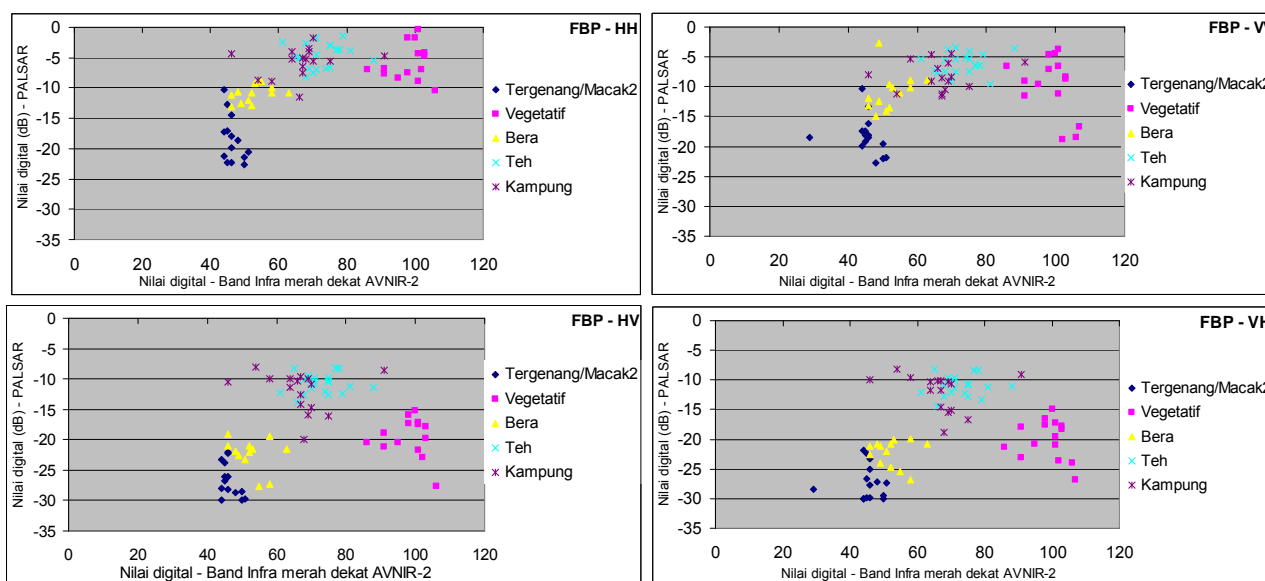 FBP - HH
0
-5
-10
-15
-20
-25
-30
-35
0 20 40 60 80 100 120
Nilai digital (dB) - PALSAR
Nilai digital - Band Infra merah dekat AVNIR-2
Tergenang/Macak2
Vegetatif
Bera
Teh
Kampung
FBP - V
0
-5
-10
-15
-20
-25
-30
-35
0 20 40 60 80 100 120
Nilai digital (dB) - PALSAR
Nilai digital - Band Infra merah dekat AVNIR-2
Tergenang/Macak2
Vegetatif
Bera
Teh
Kampung
FBP - HV
0
-5
-10
-15
-20
-25
-30
-35
0 20 40 60 80 100 120
Nilai digital (dB) - PALSAR
Nilai digital - Band Infra merah dekat AVNIR-2
Tergenang/Macak2
Vegetatif
Bera
Teh
Kampung
FBP - VH
0
-5
-10
-15
-20
-25
-30
-35
0 20 40 60 80 100 120
Nilai digital (dB) - PALSAR
Nilai digital - Band Infra merah dekat AVNIR-2
Tergenang/Macak2
Vegetatif
Bera
Teh
Kampung